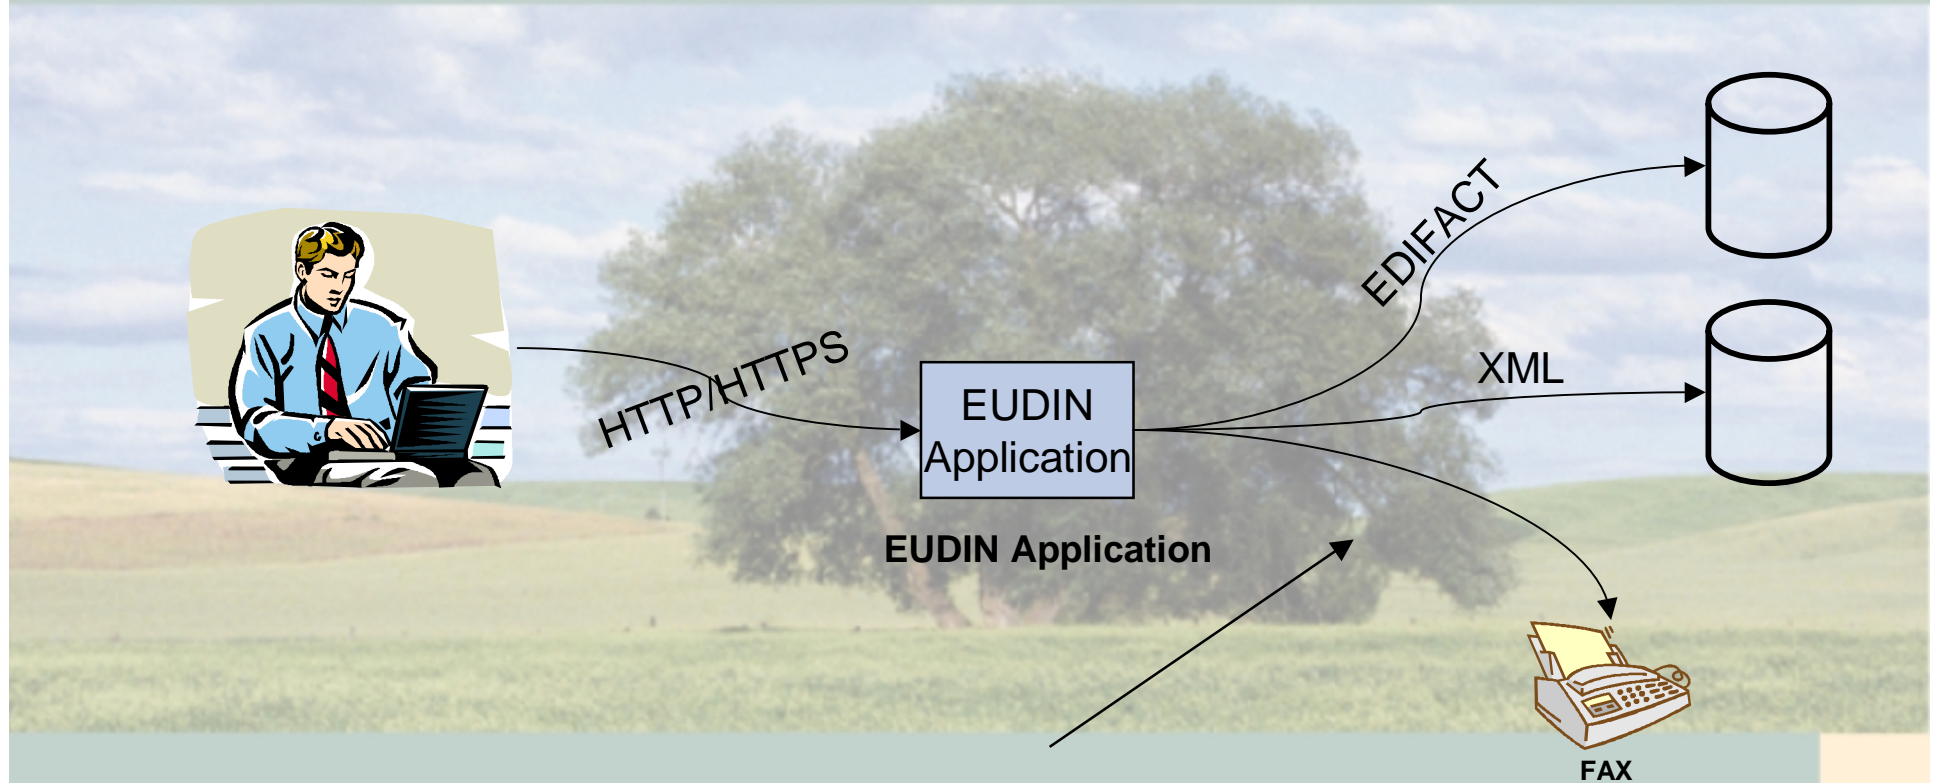 EDIFACT
XML
HTTP/HTTPS
EUDIN
Application
EUDIN Application
FAX